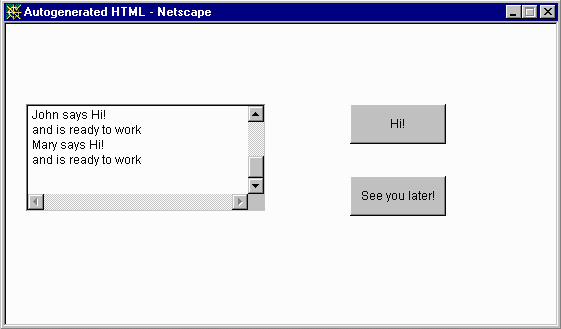 Autogenerated HTML - Netscape
John says Hi!
and is ready to work
Mary says Hi!
and is ready to work
Hi!
See you later!